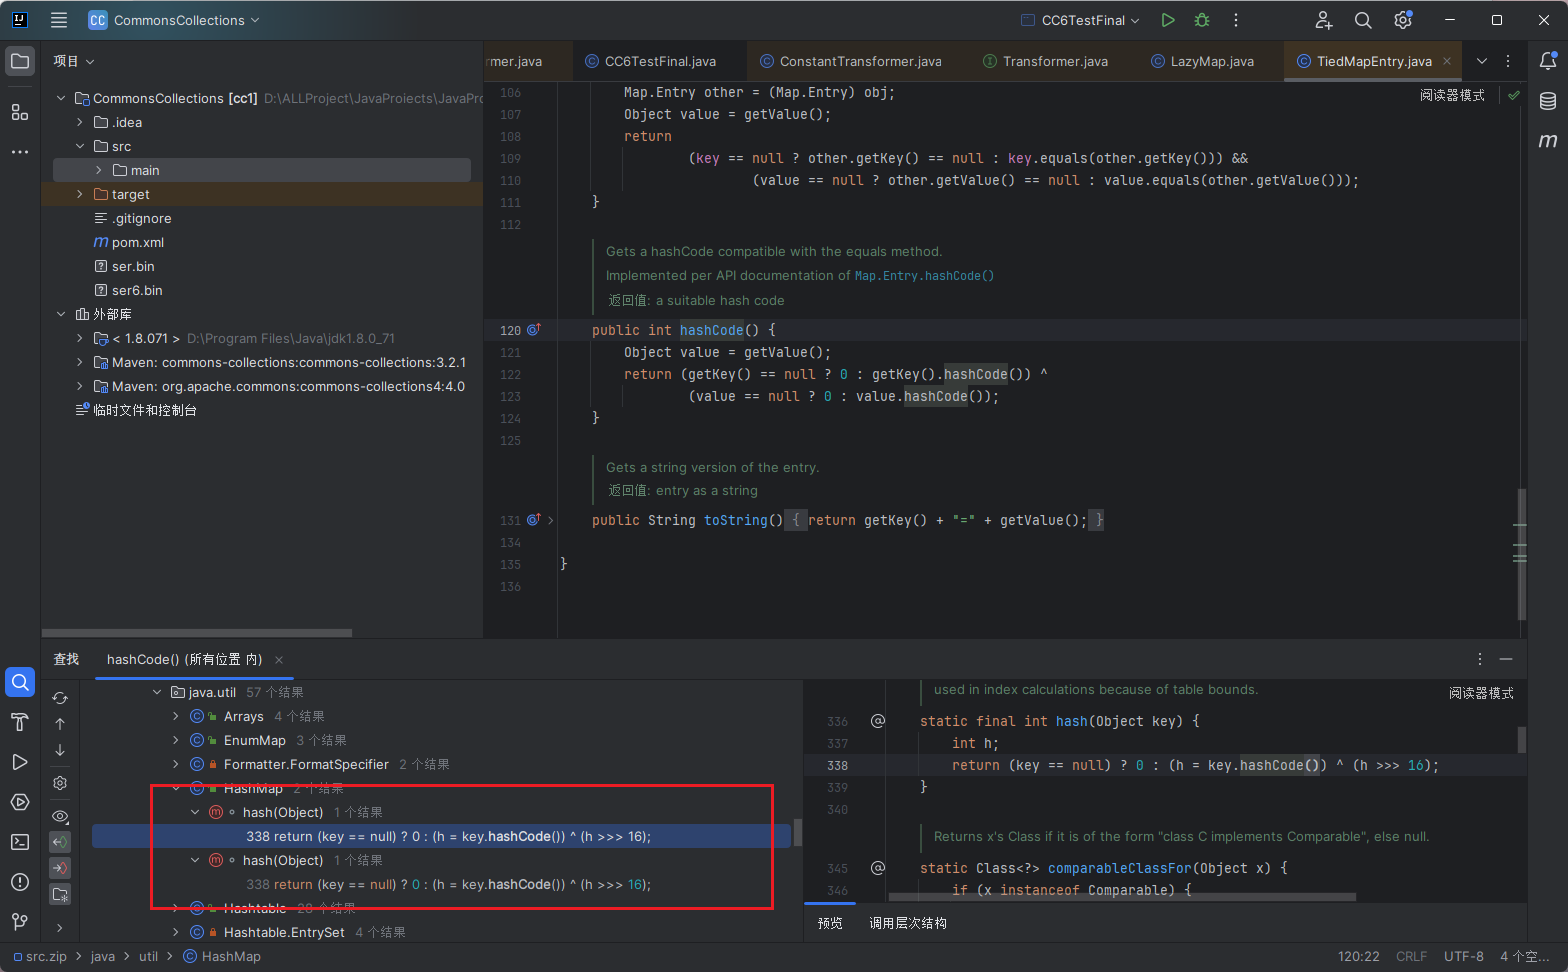 CC CommonsCollections
CC6TestFinal
项目
rmer.java
CC6TestFinal.java
ConstantTransformer.java
Transformer.java
LazyMap.java
TiedMapEntry.java
CommonsCollections [cc1] D:\ALLProject\JavaProjects\JavaPro
.idea
src
main
target
.gitignore
pom.xml
ser.bin
ser6.bin
外部库
< 1.8.071 > D:\Program Files\Java\jdk1.8.0_71
Maven: commons-collections:commons-collections:3.2.1
Maven: org.apache.commons:commons-collections4:4.0
临时文件和控制台
阅读器模式
106 Map.Entry other = (Map.Entry) obj;
107 Object value = getValue();
108 return
109 (key == null ? other.getKey() == null : key.equals(other.getKey())) &&
110 (value == null ? other.getValue() == null : value.equals(other.getValue()));
111 }
112
Gets a hashCode compatible with the equals method.
Implemented per API documentation of Map.Entry.hashCode()
返回值: a suitable hash code
120 public int hashCode() {
121 Object value = getValue();
122 return (getKey() == null ? 0 : getKey().hashCode()) ^
123 (value == null ? 0 : value.hashCode());
124 }
125
Gets a string version of the entry.
返回值: entry as a string
131 public String toString() { return getKey() + "=" + getValue(); }
134
135 }
136
查找
hashCode() (所有位置 内)
java.util 57 个结果
Arrays 4 个结果
EnumMap 3 个结果
Formatter.FormatSpecifier 2 个结果
HashMap 2 个结果
hash(Object) 1 个结果
338 return (key == null) ? 0 : (h = key.hashCode()) ^ (h >>> 16);
hash(Object) 1 个结果
338 return (key == null) ? 0 : (h = key.hashCode()) ^ (h >>> 16);
Hashtable 20 个结果
Hashtable.EntrySet 4 个结果
used in index calculations because of table bounds.
阅读器模式
336 static final int hash(Object key) {
337 int h;
338 return (key == null) ? 0 : (h = key.hashCode()) ^ (h >>> 16);
339 }
340
Returns x's Class if it is of the form "class C implements Comparable", else null.
345 static Class<?> comparableClassFor(Object x) {
346 if (x instanceof Comparable) {
预览
调用层次结构
src.zip > java > util > HashMap
120:22 CRLF UTF-8 4 个空...